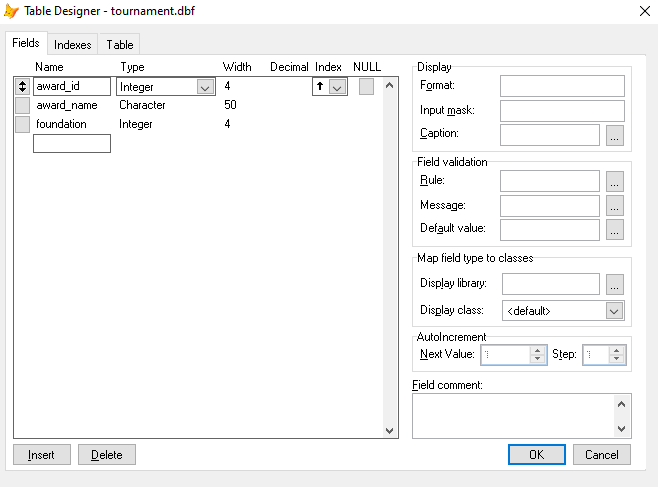 Table Designer - tournament.dbf
Fields Indexes Table
Name Type Width Decimal Index NULL
award_id Integer 4
award_name Character 50
foundation Integer 4
Display
Format:
Input mask:
Caption: ...
Field validation
Rule: ...
Message: ...
Default value: ...
Map field type to classes
Display library: ...
Display class: <default>
AutoIncrement
Next Value: 1 Step: 1
Field comment:
Insert Delete OK Cancel